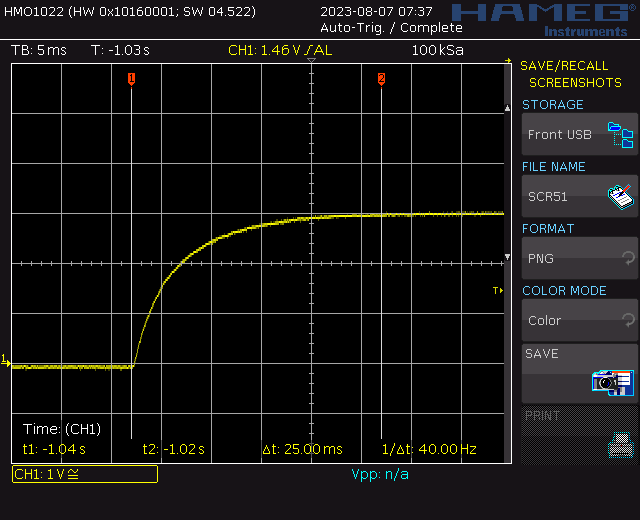 HMO1022 (HW 0x10160001; SW 04.522)
2023-08-07 07:37
HAMEG
Instruments
Auto-Trig. / Complete
TB: 5 ms
T: -1.03 s
CH1: 1.46 V
AL
100 kSa
SAVE/RECALL
SCREENSHOTS
STORAGE
Front USB
FILE NAME
SCR51
FORMAT
PNG
COLOR MODE
Color
SAVE
PRINT
1
2
T
1
Time: (CH1)
t1: -1.04 s
t2: -1.02 s
Δt: 25.00 ms
1/Δt: 40.00 Hz
CH1: 1 V
Vpp: n/a